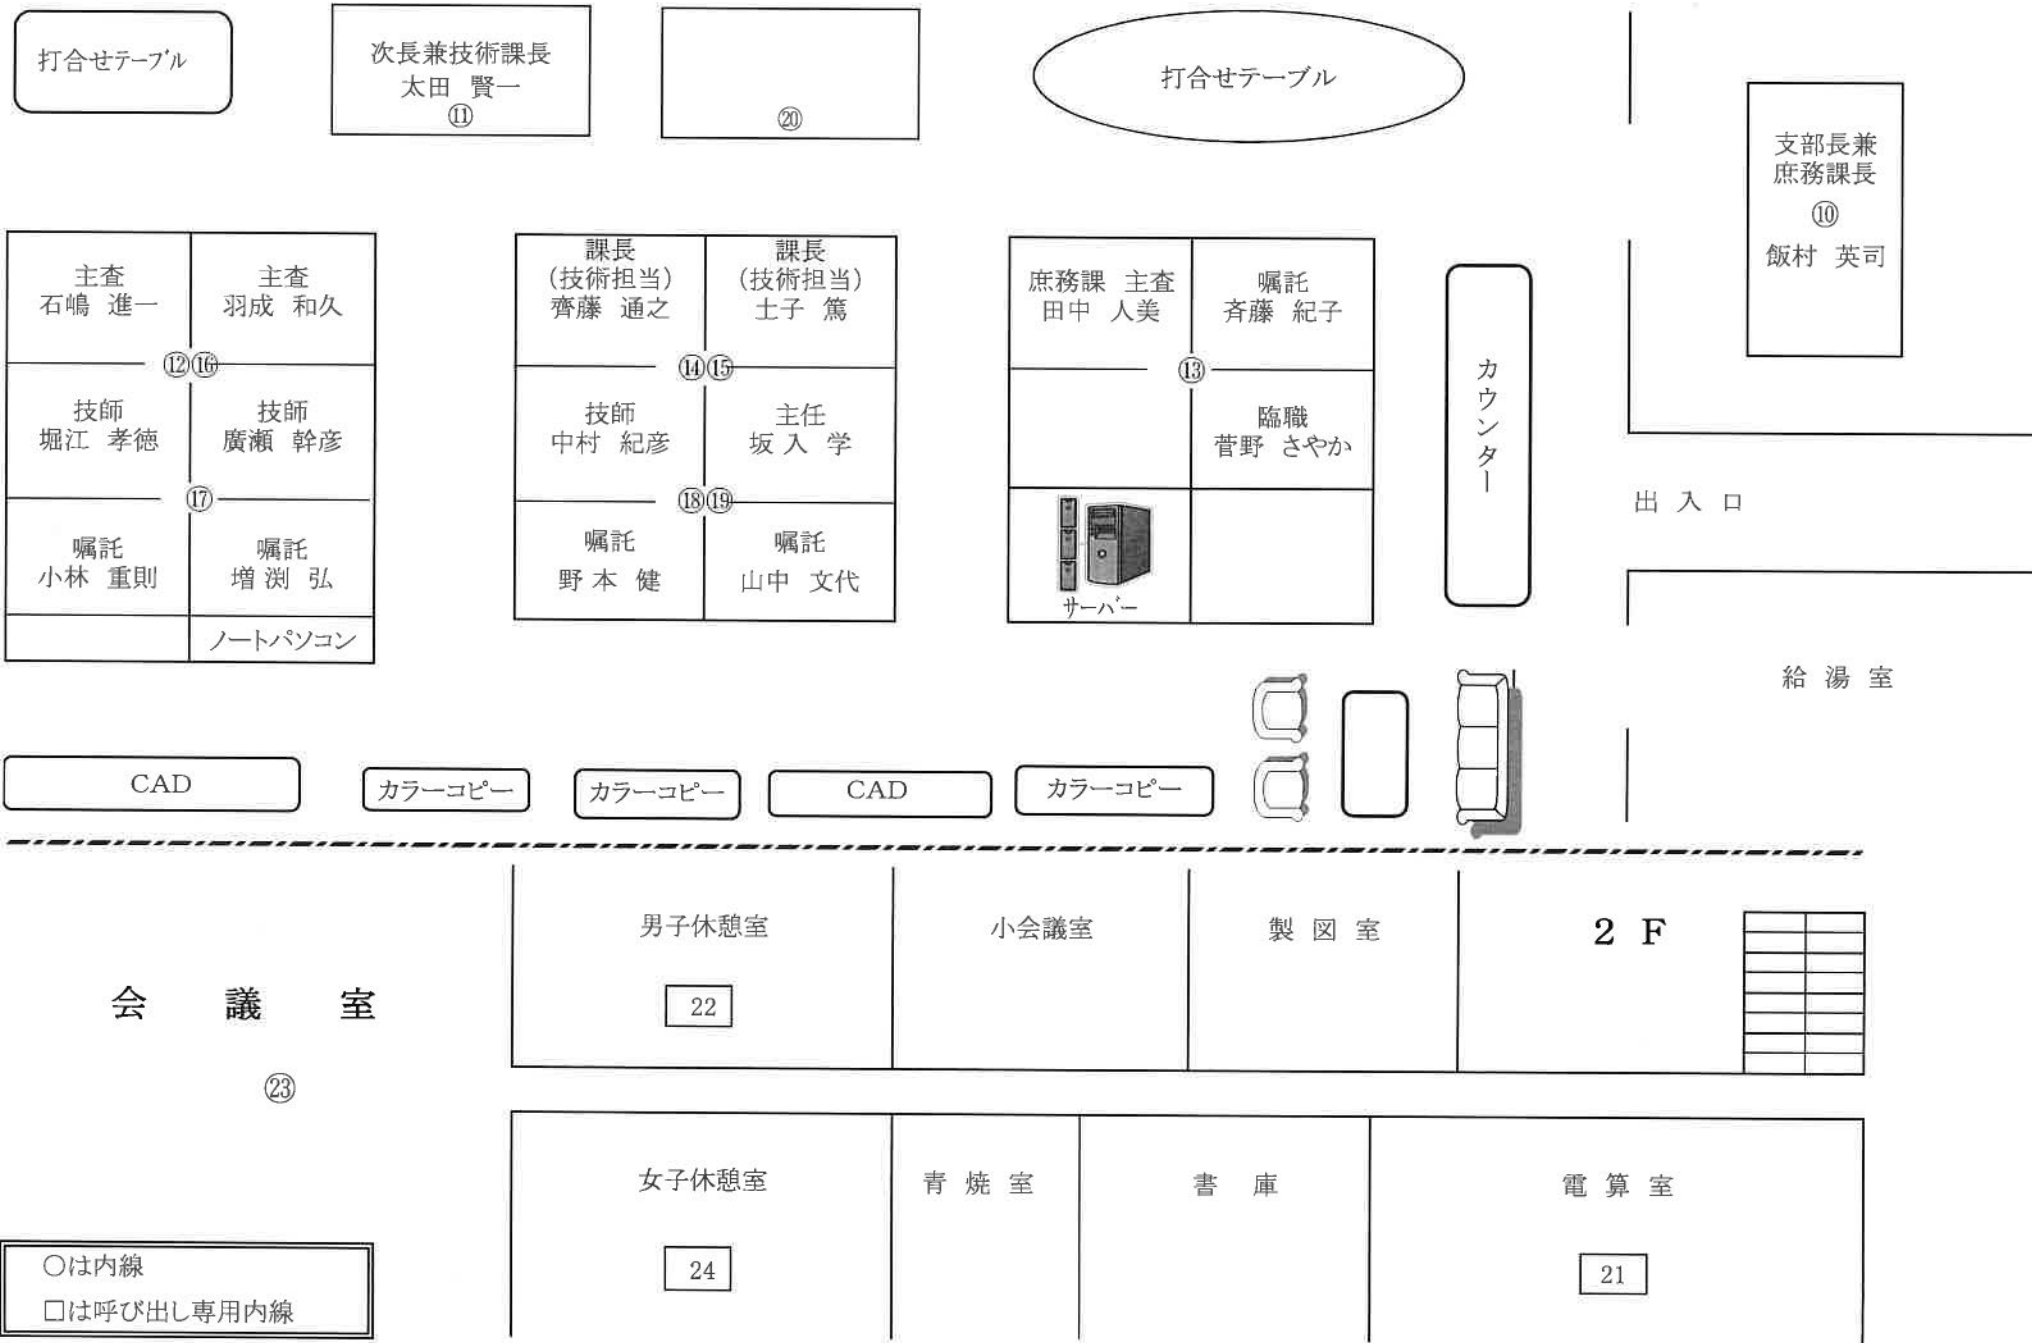 打合せテーブル
次長兼技術課長
太田 賢一
⑪
⑳
打合せテーブル
支部長兼
庶務課長
⑩
飯村 英司
主査
石嶋 進一
主査
羽成 和久
⑫⑯
技師
堀江 孝徳
技師
廣瀬 幹彦
⑰
嘱託
小林 重則
嘱託
増渕 弘
ノートパソコン
課長
(技術担当)
齊藤 通之
課長
(技術担当)
士子 篤
⑭⑮
技師
中村 紀彦
主任
坂入 学
⑱⑲
嘱託
野本 健
嘱託
山中 文代
庶務課 主査
田中 人美
嘱託
斉藤 紀子
⑬
臨職
菅野 さやか
サーバー
カウンター
出入口
給湯室
CAD
カラーコピー
カラーコピー
CAD
カラーコピー
会議室
㉓
男子休憩室
22
小会議室
製図室
2 F
女子休憩室
24
青焼室
書庫
電算室
21
○は内線
□は呼び出し専用内線